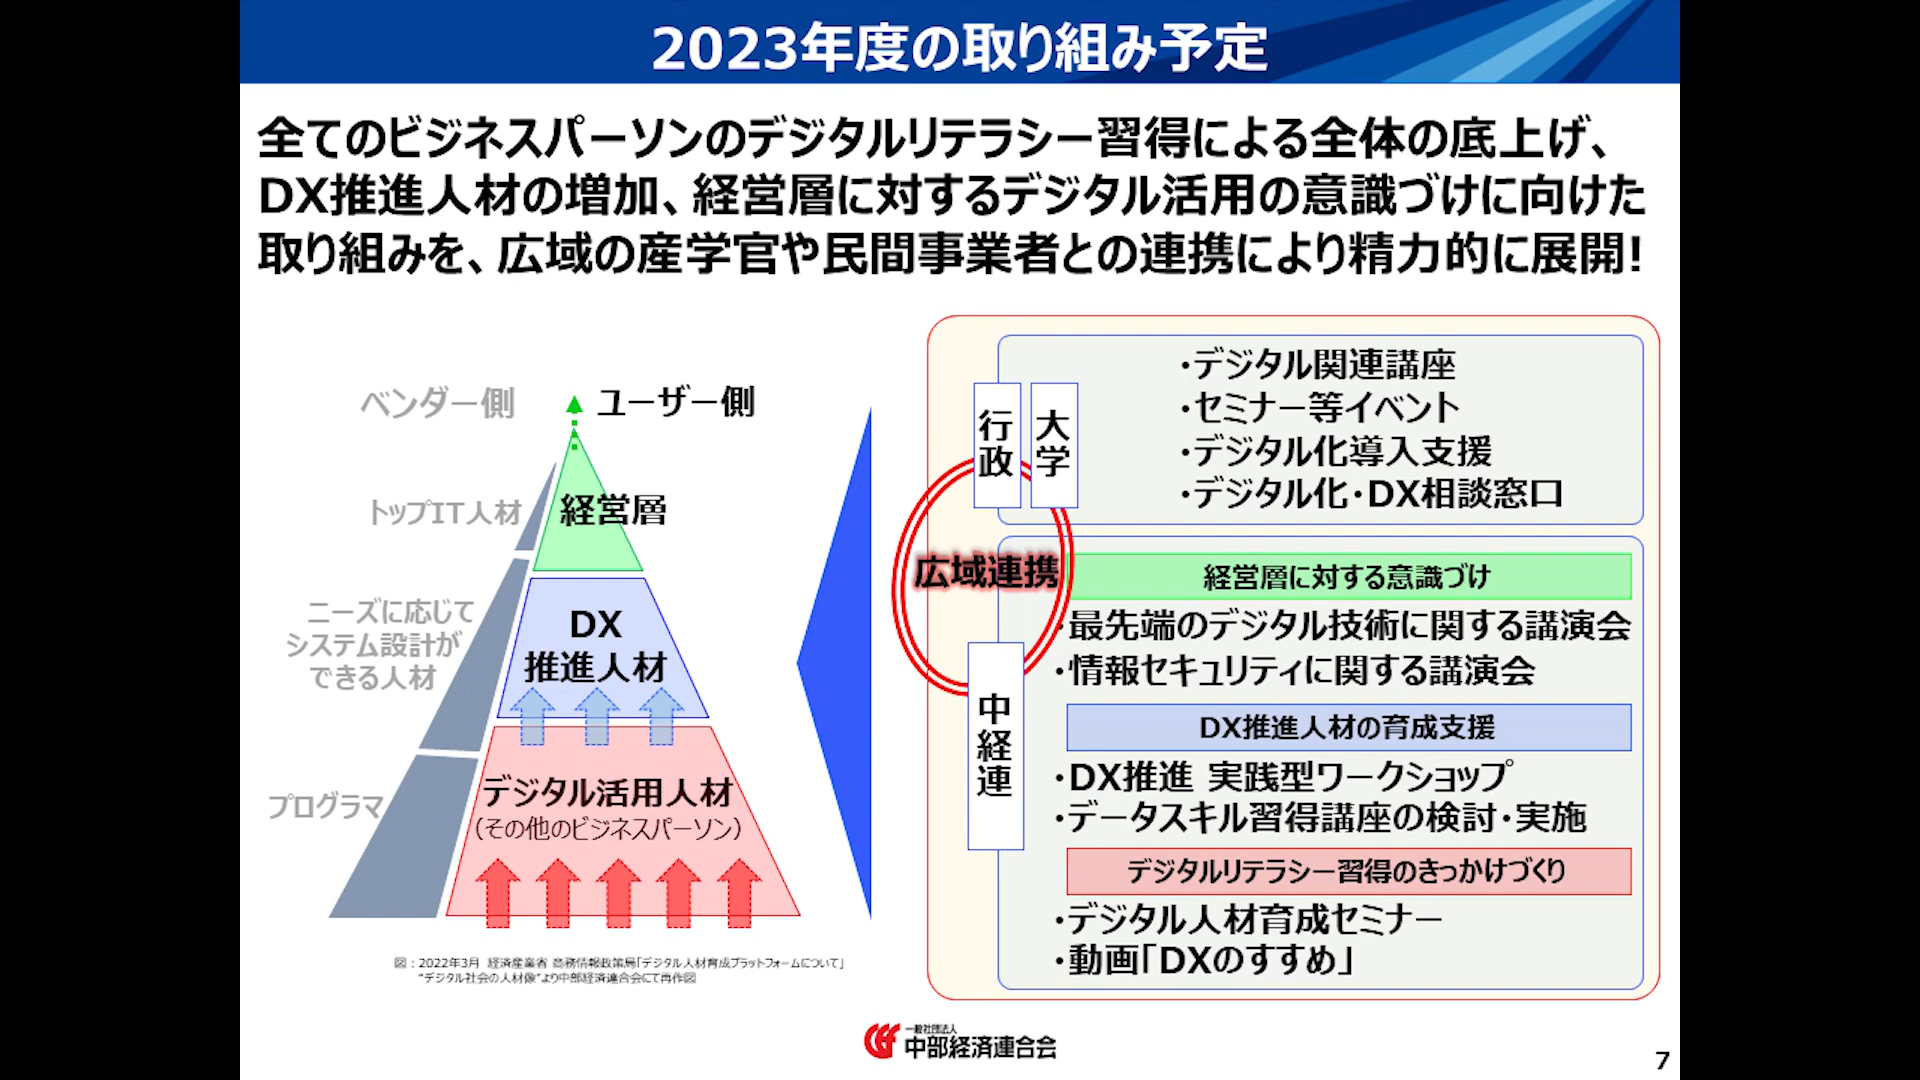 2023年度の取り組み予定
全てのビジネスパーソンのデジタルリテラシー習得による全体の底上げ、
DX推進人材の増加、経営層に対するデジタル活用の意識づけに向けた
取り組みを、広域の産学官や民間事業者との連携により精力的に展開!
ベンダー側
ユーザー側
トップIT人材
経営層
ニーズに応じて
システム設計が
できる人材
DX
推進人材
プログラマ
デジタル活用人材
（その他のビジネスパーソン）
図：2022年3月 経済産業省 商務情報政策局「デジタル人材育成プラットフォームについて」
“デジタル社会の人材像”より中部経済連合会にて再作図
行政
大学
・デジタル関連講座
・セミナー等イベント
・デジタル化導入支援
・デジタル化・DX相談窓口
広域連携
中経連
経営層に対する意識づけ
・最先端のデジタル技術に関する講演会
・情報セキュリティに関する講演会
DX推進人材の育成支援
・DX推進 実践型ワークショップ
・データスキル習得講座の検討・実施
デジタルリテラシー習得のきっかけづくり
・デジタル人材育成セミナー
・動画「DXのすすめ」
一般社団法人
中部経済連合会
7